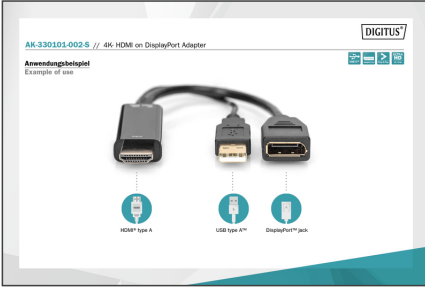 DIGITUS®
AK-330101-002-S // 4K- HDMI on DisplayPort Adapter
Anwendungsbeispiel
Example of use
HDMI® type A
USB type A™
DisplayPort™ jack